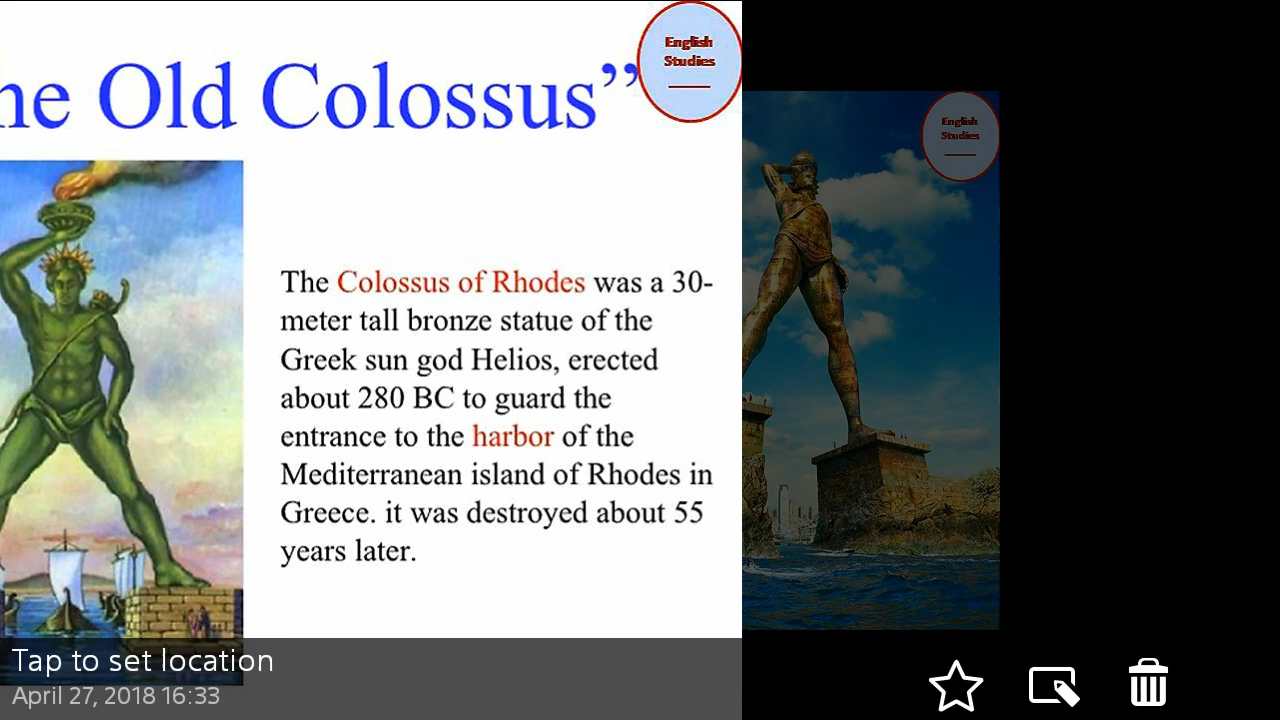 he Old Colossus”
English
Studies
English
Studies
The Colossus of Rhodes was a 30-
meter tall bronze statue of the
Greek sun god Helios, erected
about 280 BC to guard the
entrance to the harbor of the
Mediterranean island of Rhodes in
Greece. it was destroyed about 55
years later.
Tap to set location
April 27, 2018 16:33